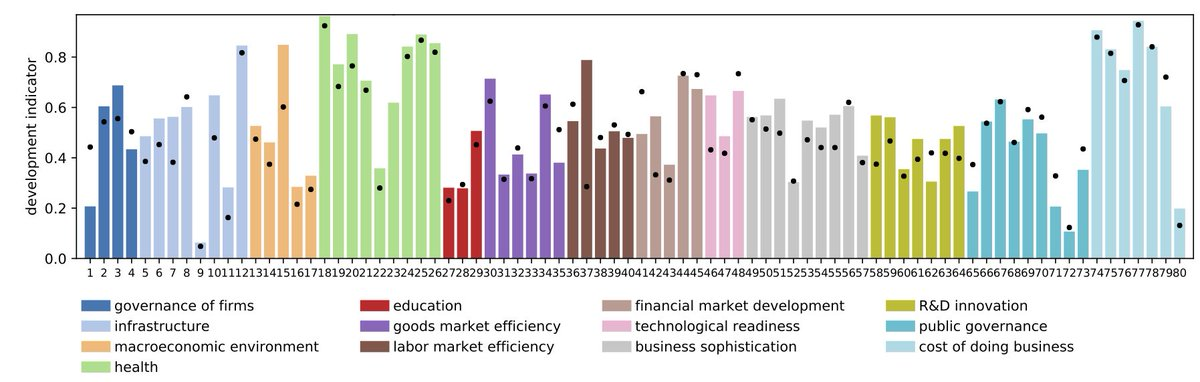 development indicator
0.8
0.6
0.4
0.2
0.0
1 2 3 4 5 6 7 8 9 10 11 12 13 14 15 16 17 18 19 20 21 22 23 24 25 26 27 28 29 30 31 32 33 34 35 36 37 38 39 40 41 42 43 44 45 46 47 48 49 50 51 52 53 54 55 56 57 58 59 60 61 62 63 64 65 66 67 68 69 70 71 72 73 74 75 76 77 78 79 80
governance of firms
infrastructure
macroeconomic environment
health
education
goods market efficiency
labor market efficiency
financial market development
technological readiness
business sophistication
R&D innovation
public governance
cost of doing business